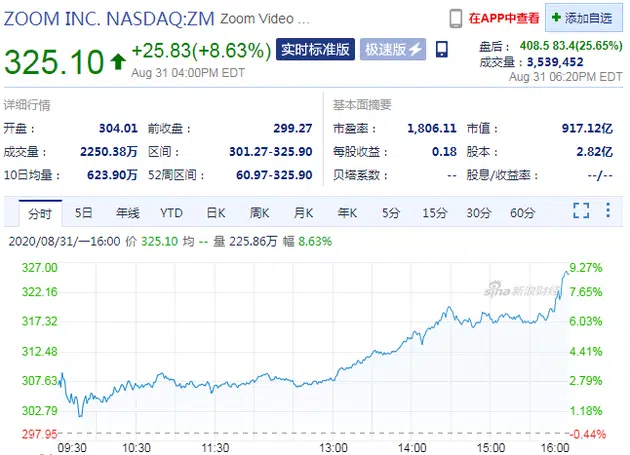 ZOOM INC. NASDAQ:ZM Zoom Video ... 在APP中查看 +添加自选
325.10 +25.83(+8.63%) 实时标准版 极速版
Aug 31 04:00PM EDT
盘后： 408.5 83.4(25.65%)
成交量： 3,539,452
Aug 31 06:20PM EDT
详细行情 基本面摘要
开盘： 304.01 前收盘： 299.27 市盈率： 1,806.11 市值： 917.12亿
成交量： 2250.38万 区间： 301.27-325.90 每股收益： 0.18 股本： 2.82亿
10日均量： 623.90万 52周区间： 60.97-330.90 贝塔系数： -- 股息/收益率： --/--
分时 5日 年线 YTD 日K 周K 月K 年K 5分 15分 30分 60分
2020/08/31/一16:00 价 325.10 均 -- 量 225.86万 幅 8.63%
327.00 9.27%
sina新浪财经
322.16 7.65%
317.32 6.03%
312.48 4.41%
307.63 2.79%
302.79 1.18%
297.95 -0.44%
09:30 10:30 11:30 13:00 14:00 15:00 16:00